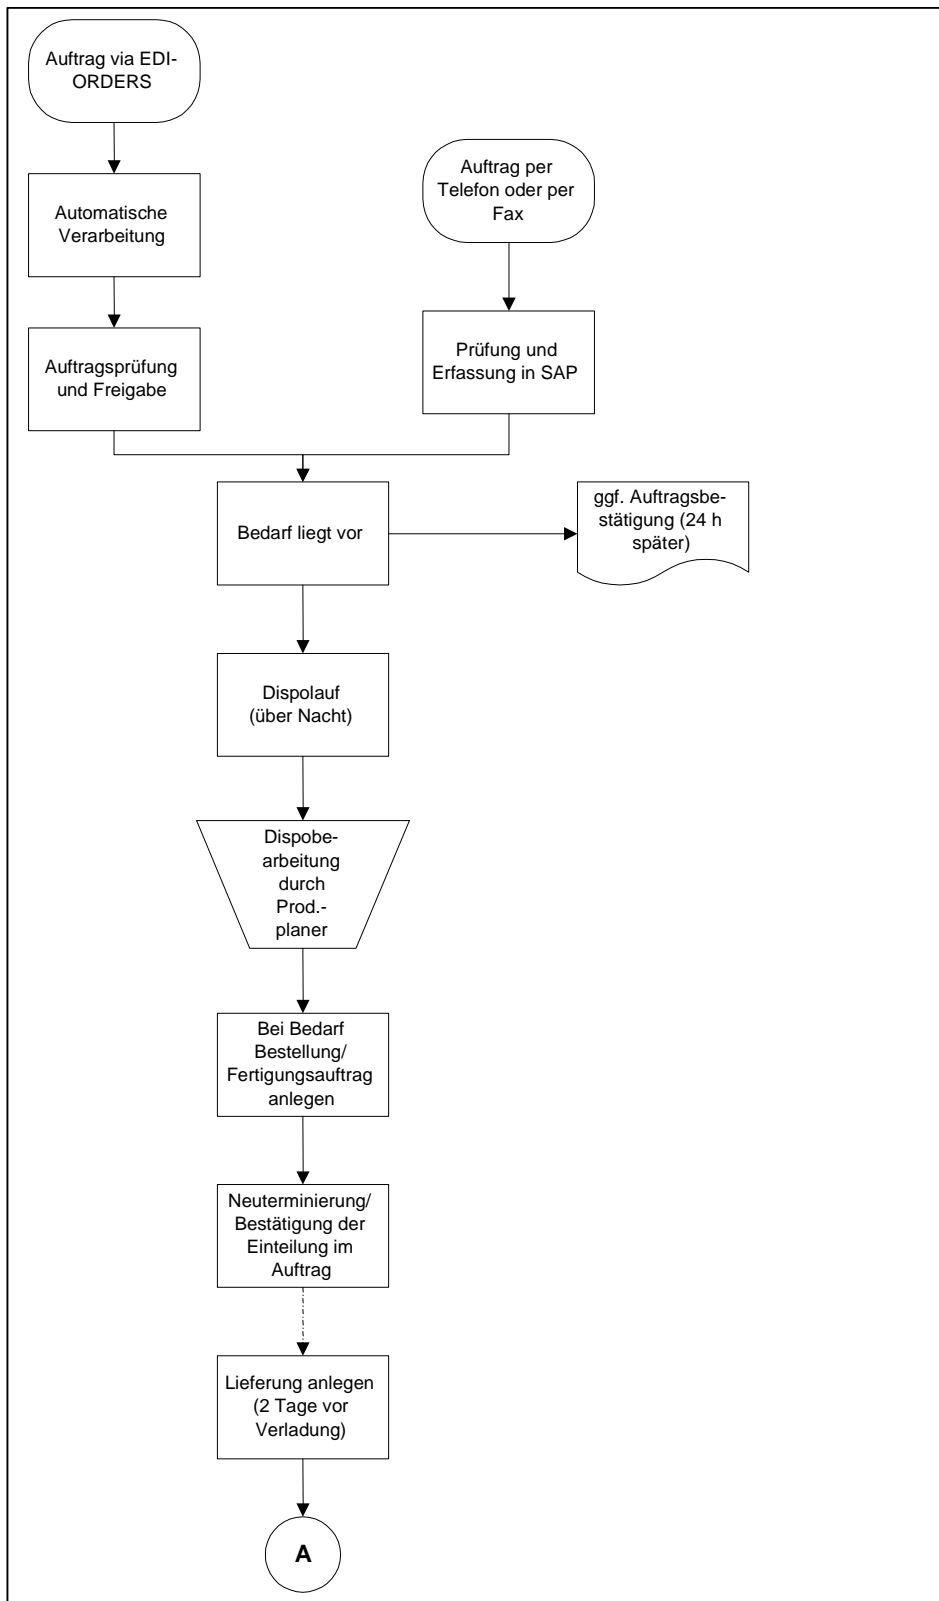 Auftrag via EDI-
ORDERS
Automatische
Verarbeitung
Auftragsprüfung
und Freigabe
Auftrag per
Telefon oder per
Fax
Prüfung und
Erfassung in SAP
Bedarf liegt vor
ggf. Auftragsbe-
stätigung (24 h
später)
Dispolauf
(über Nacht)
Dispobe-
arbeitung
durch
Prod.-
planer
Bei Bedarf
Bestellung/
Fertigungsauftrag
anlegen
Neuterminierung/
Bestätigung der
Einteilung im
Auftrag
Lieferung anlegen
(2 Tage vor
Verladung)
A